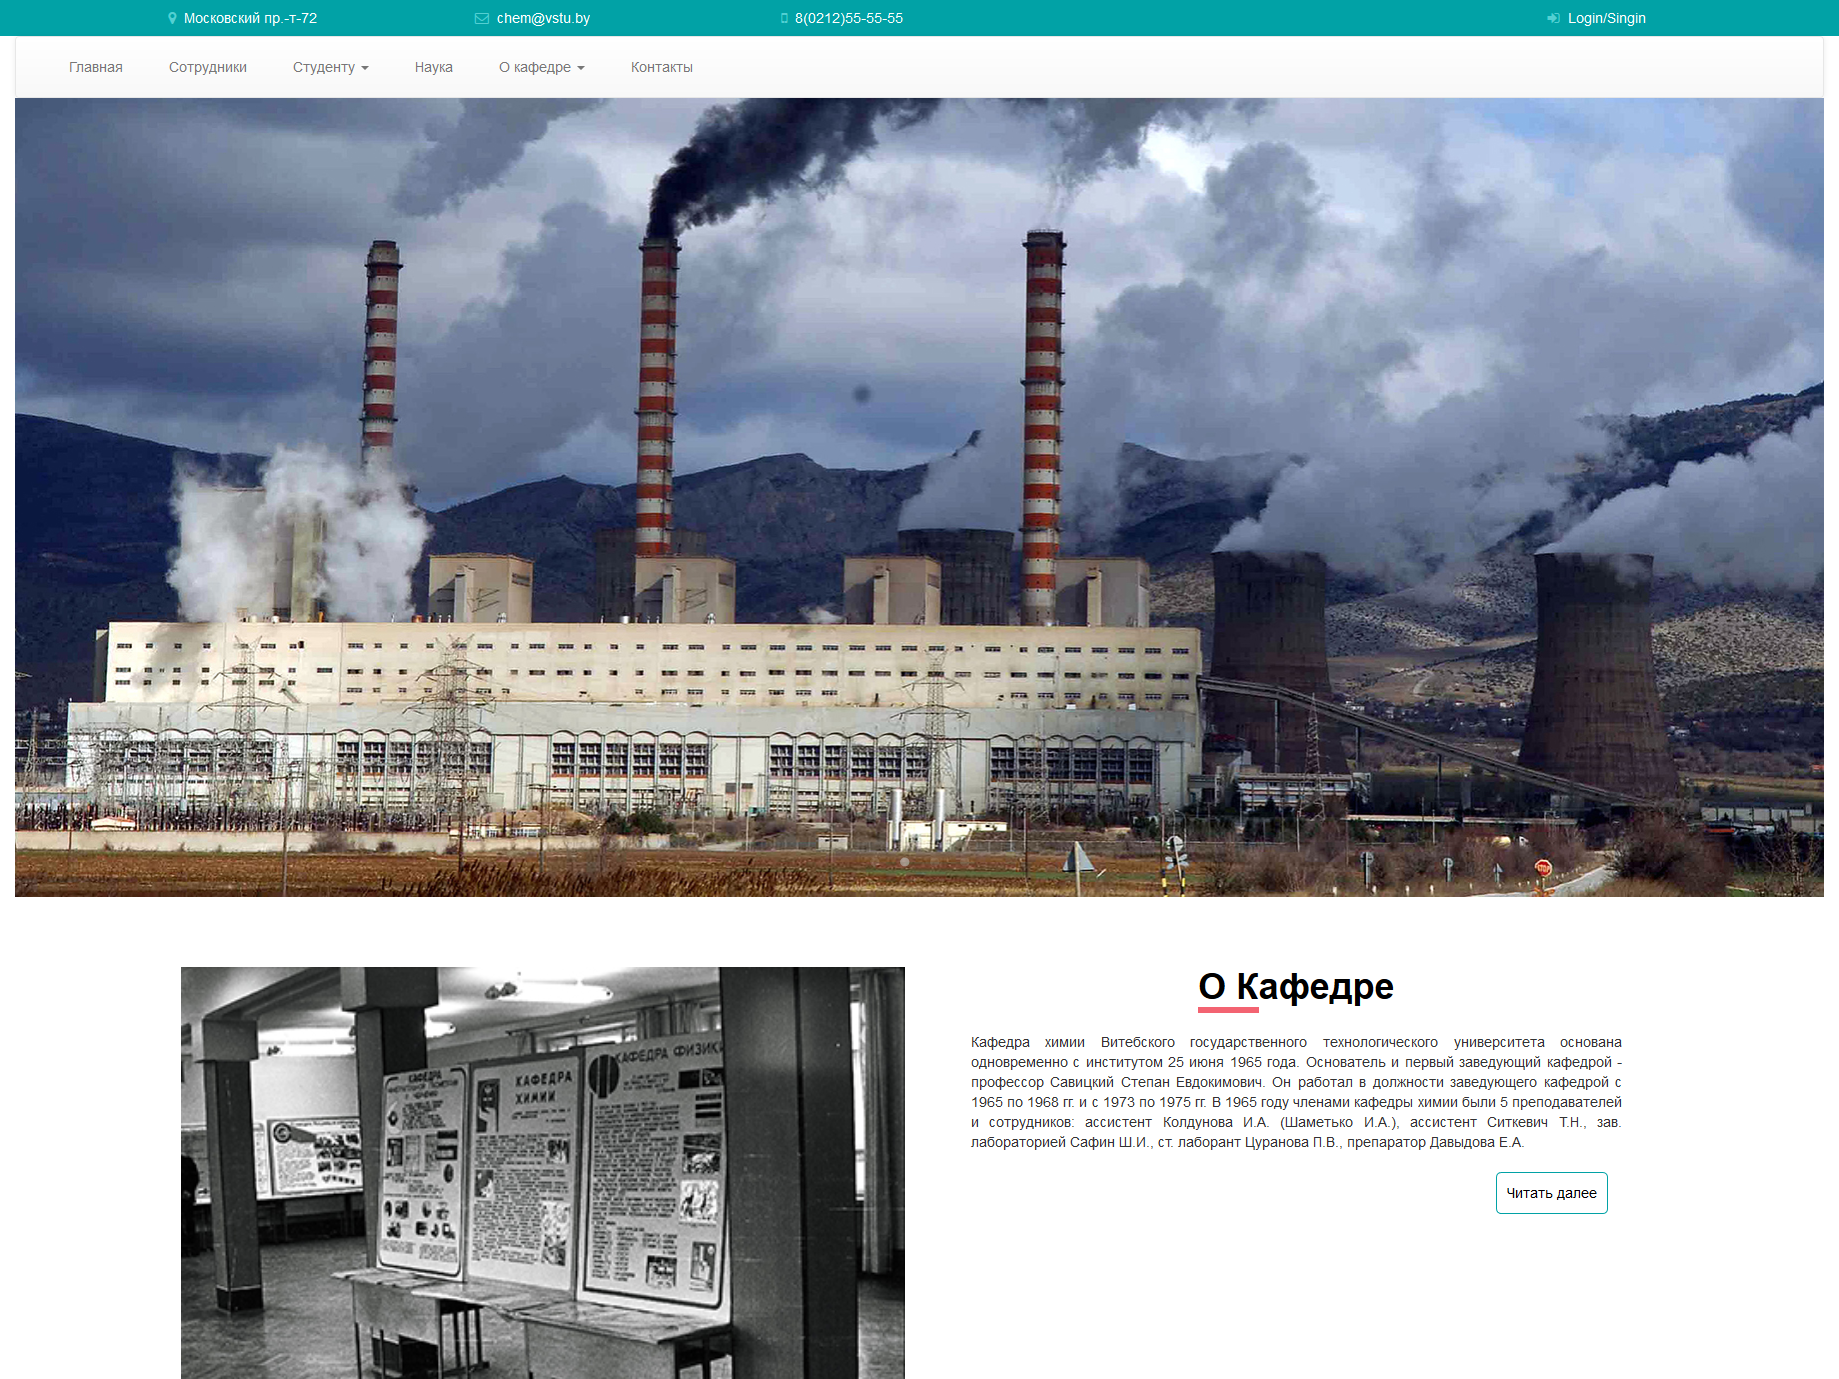 Московский пр.-т-72
chem@vstu.by
8(0212)55-55-55
Login/Singin
Главная
Сотрудники
Студенту
Наука
О кафедре
Контакты
STOP
О Кафедре
Кафедра химии Витебского государственного технологического университета основана
одновременно с институтом 25 июня 1965 года. Основатель и первый заведующий кафедрой -
профессор Савицкий Степан Евдокимович. Он работал в должности заведующего кафедрой с
1965 по 1968 гг. и с 1973 по 1975 гг. В 1965 году членами кафедры химии были 5 преподавателей
и сотрудников: ассистент Колдунова И.А. (Шаметько И.А.), ассистент Ситкевич Т.Н., зав.
лабораторией Сафин Ш.И., ст. лаборант Цуранова П.В., препаратор Давыдова Е.А.
Читать далее
КАФЕДРА
КАФЕДРА
ХИМИИ
КАФЕДРА ФИЗИКИ